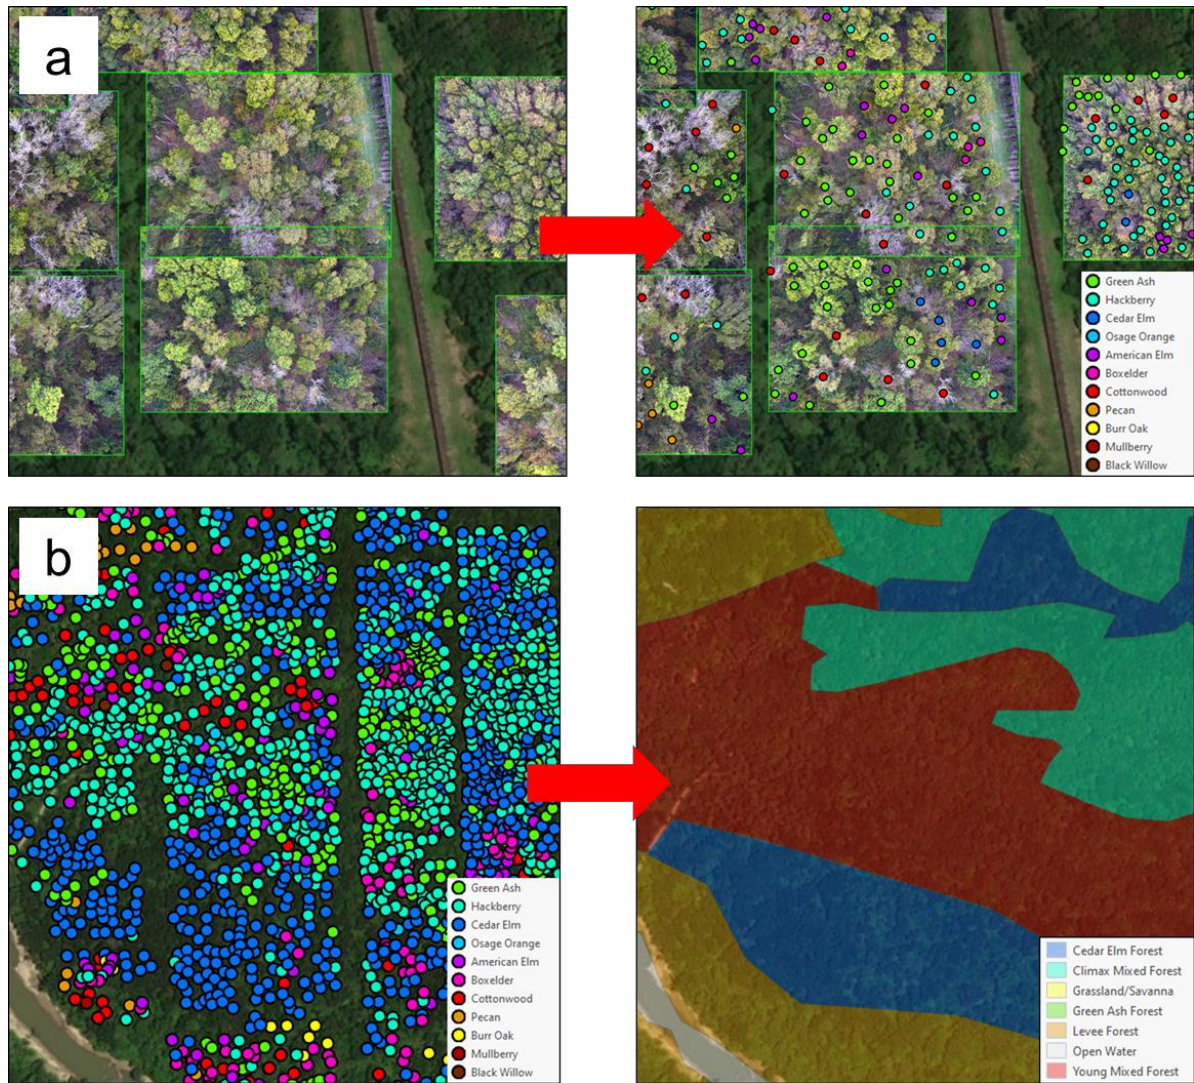 a
Green Ash
Hackberry
Cedar Elm
Osage Orange
American Elm
Boxelder
Cottonwood
Pecan
Burr Oak
Mullberry
Black Willow
b
Green Ash
Hackberry
Cedar Elm
Osage Orange
American Elm
Boxelder
Cottonwood
Pecan
Burr Oak
Mullberry
Black Willow
Cedar Elm Forest
Climax Mixed Forest
Grassland/Savanna
Green Ash Forest
Levee Forest
Open Water
Young Mixed Forest